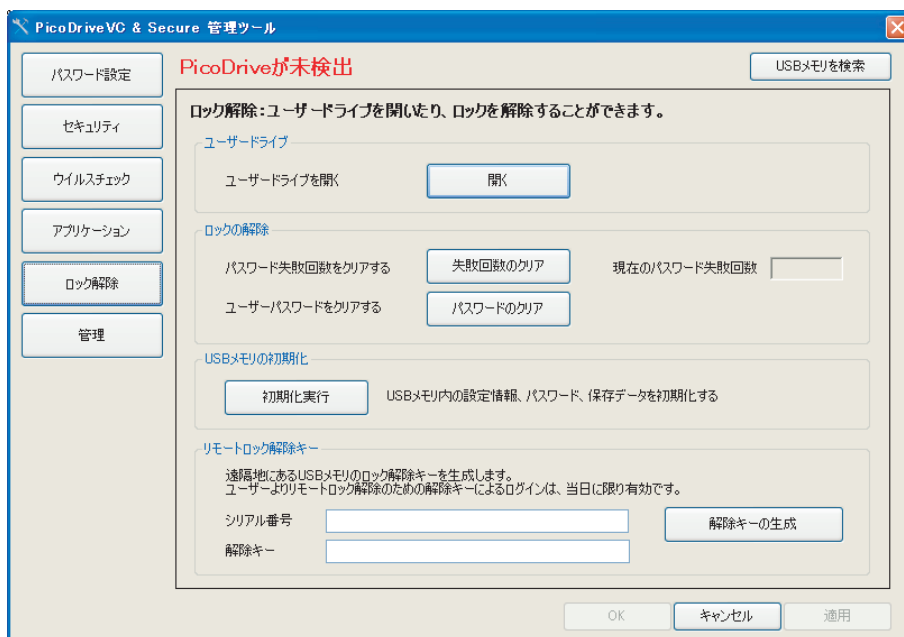 PicoDriveVC & Secure 管理ツール
パスワード設定
セキュリティ
ウイルスチェック
アプリケーション
ロック解除
管理
PicoDriveが未検出
USBメモリを検索
ロック解除：ユーザードライブを開いたり、ロックを解除することができます。
ユーザードライブ
ユーザードライブを開く
開く
ロックの解除
パスワード失敗回数をクリアする
失敗回数のクリア
現在のパスワード失敗回数
ユーザーパスワードをクリアする
パスワードのクリア
USBメモリの初期化
初期化実行
USBメモリ内の設定情報、パスワード、保存データを初期化する
リモートロック解除キー
遠隔地にあるUSBメモリのロック解除キーを生成します。
ユーザーよりリモートロック解除のための解除キーによるログインは、当日に限り有効です。
シリアル番号
解除キーの生成
解除キー
OK
キャンセル
適用